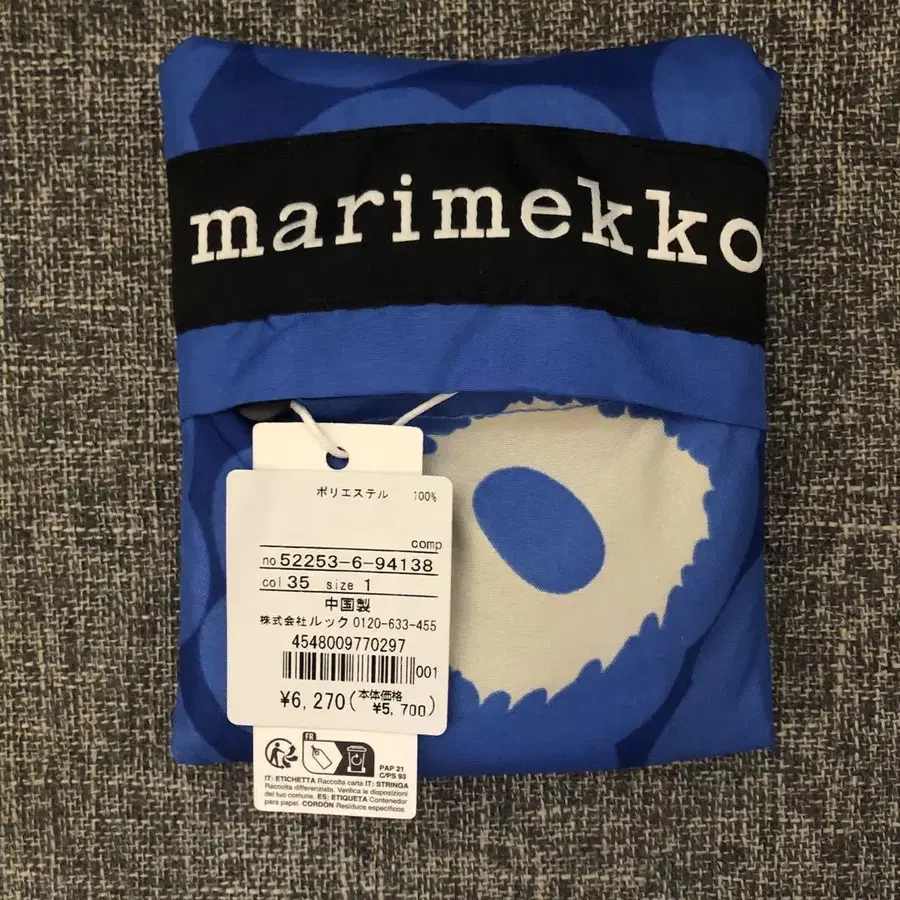 marimekko
ポリエステル 100%
comp
no 52253-6-94138
col 35 size 1
中国製
株式会社ルック 0120-633-455
4548009770297
001
¥6,270(本体価格 ¥5,700)
FR
PAP 21
C/PS 93
IT: ETICHETTA Raccolta carta IT: STRINGA
Raccolta differenziata. Verifica le disposizioni
del tuo comune. ES: ETIQUETA Contenedor
para papel. CORDÓN Residuos específicos.